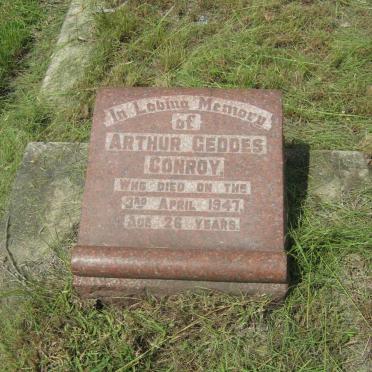 In Loving Memory
of
ARTHUR GEDDES
CONROY,
WHO DIED ON THE
3RD APRIL 1947.
AGE 26 YEARS.